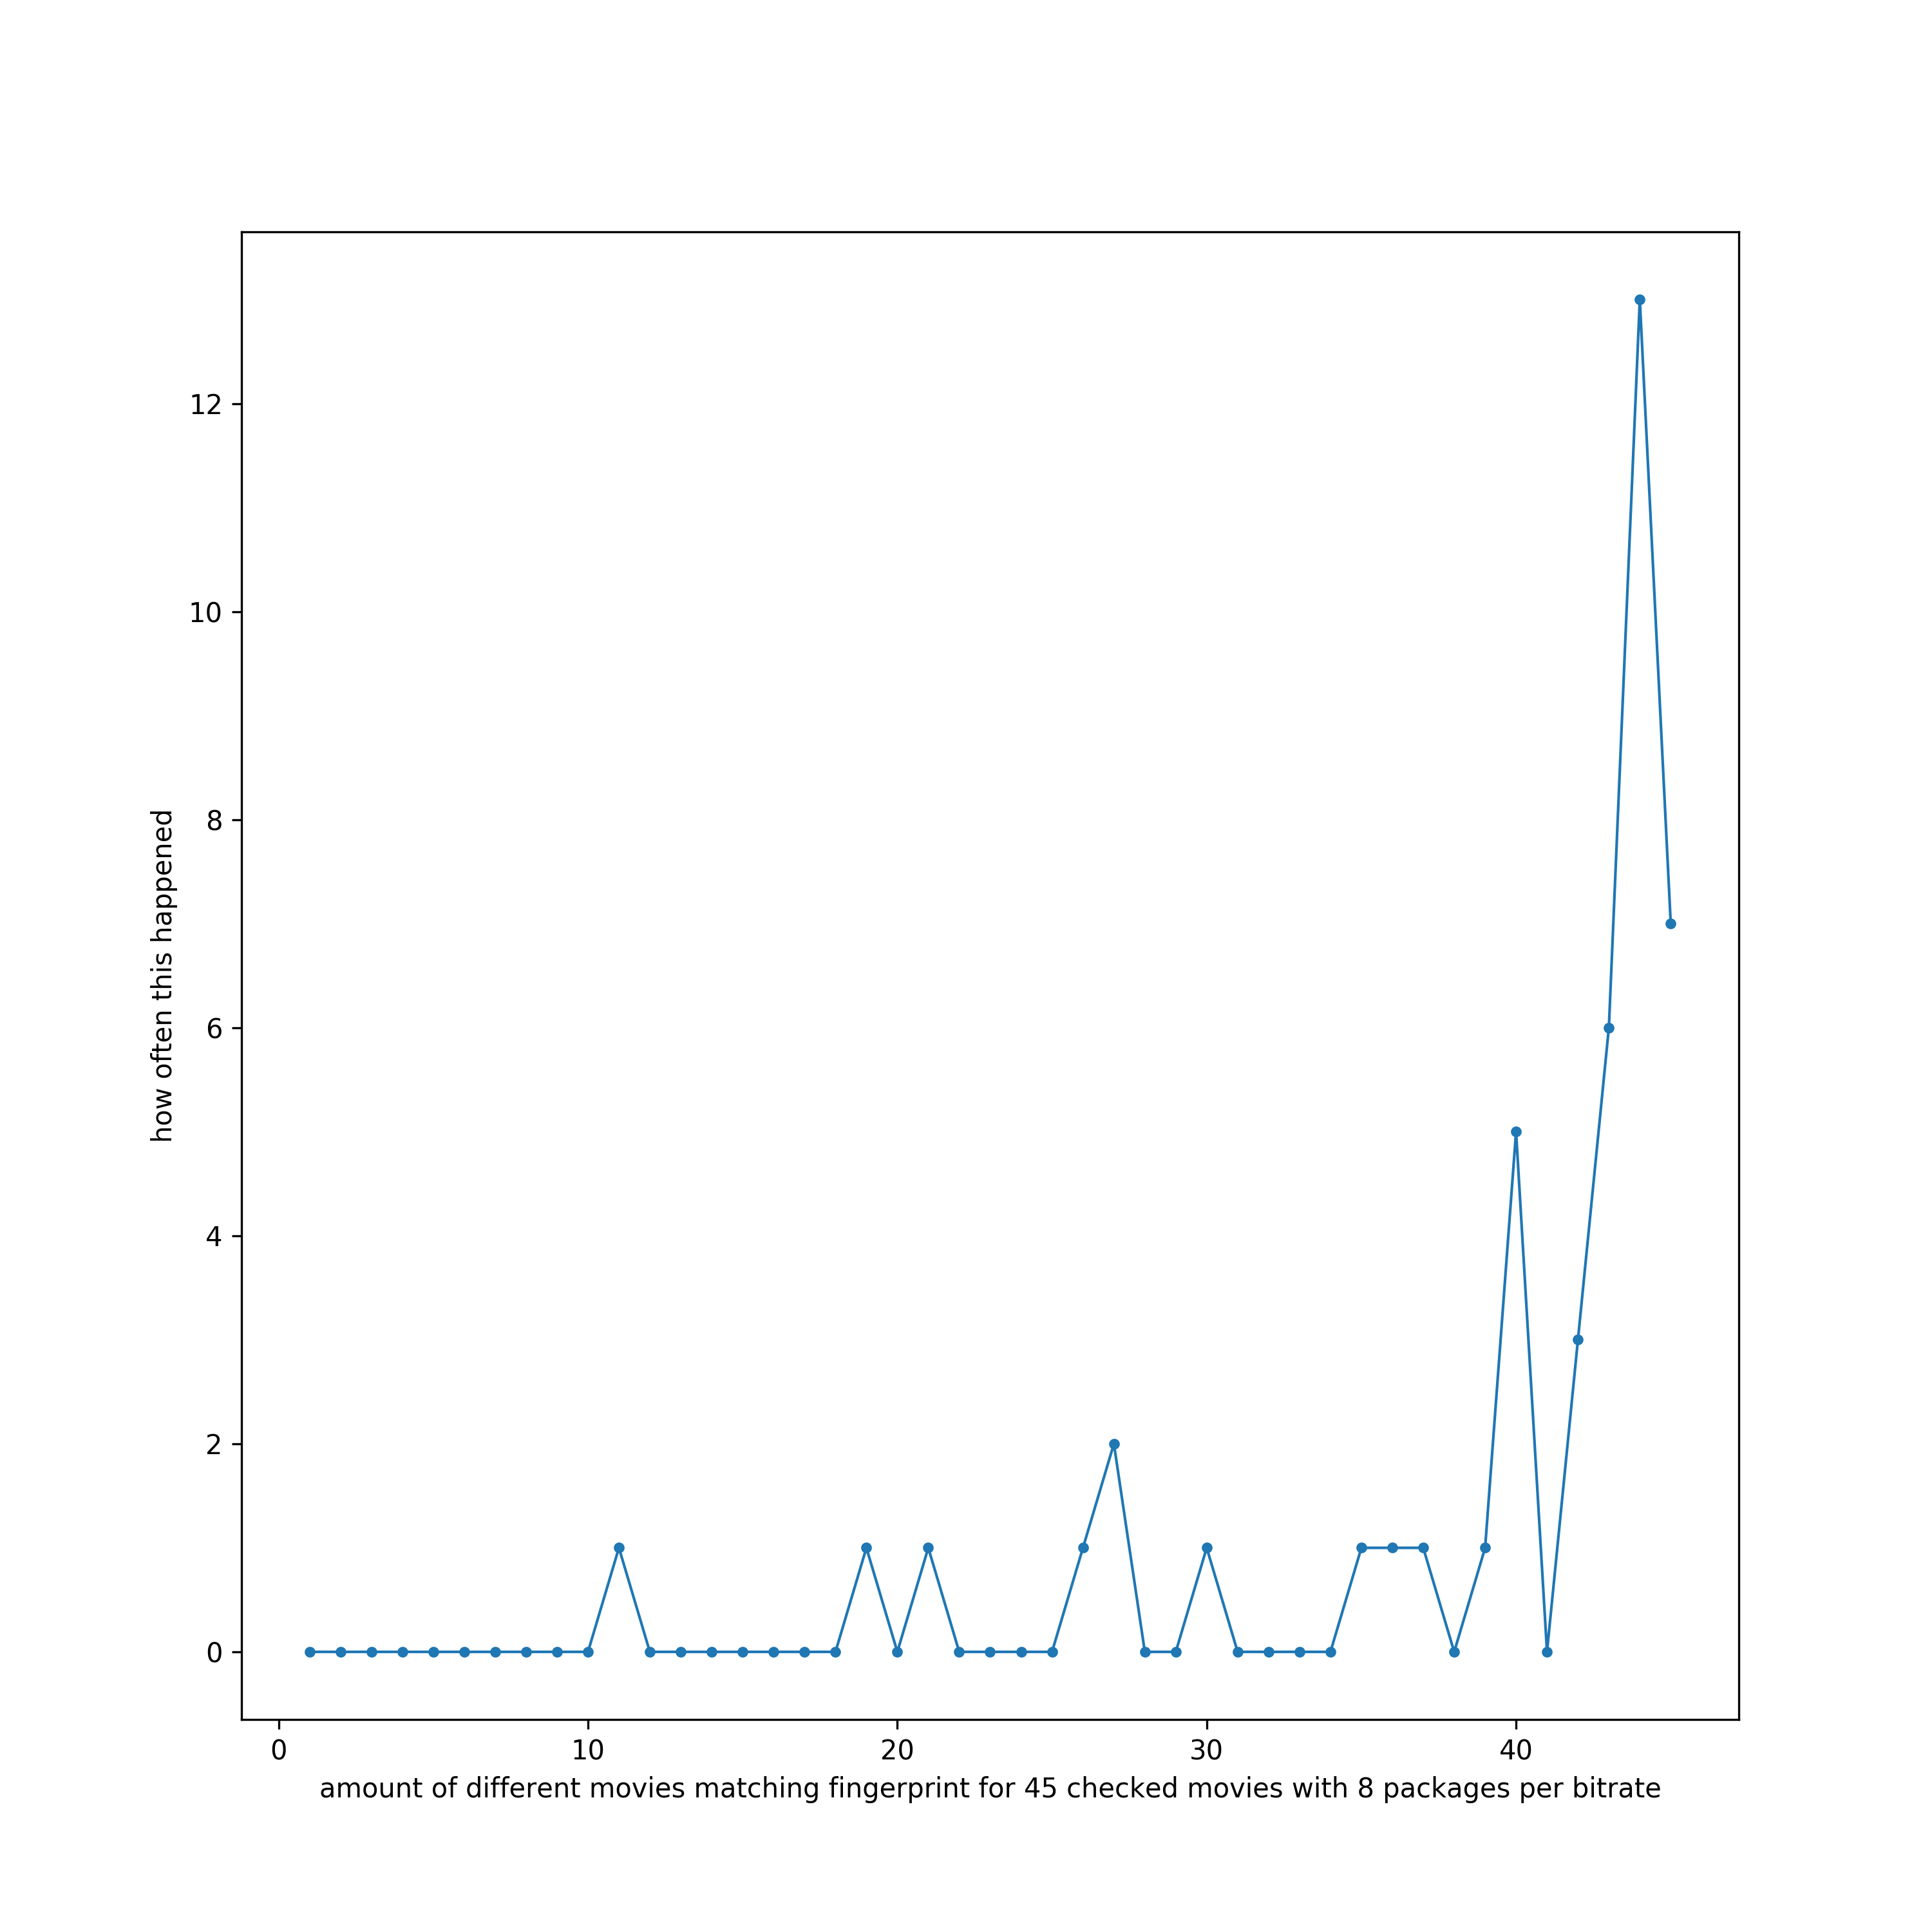 12
10
8
6
4
2
0
how often this happened
0 10 20 30 40
amount of different movies matching fingerprint for 45 checked movies with 8 packages per bitrate